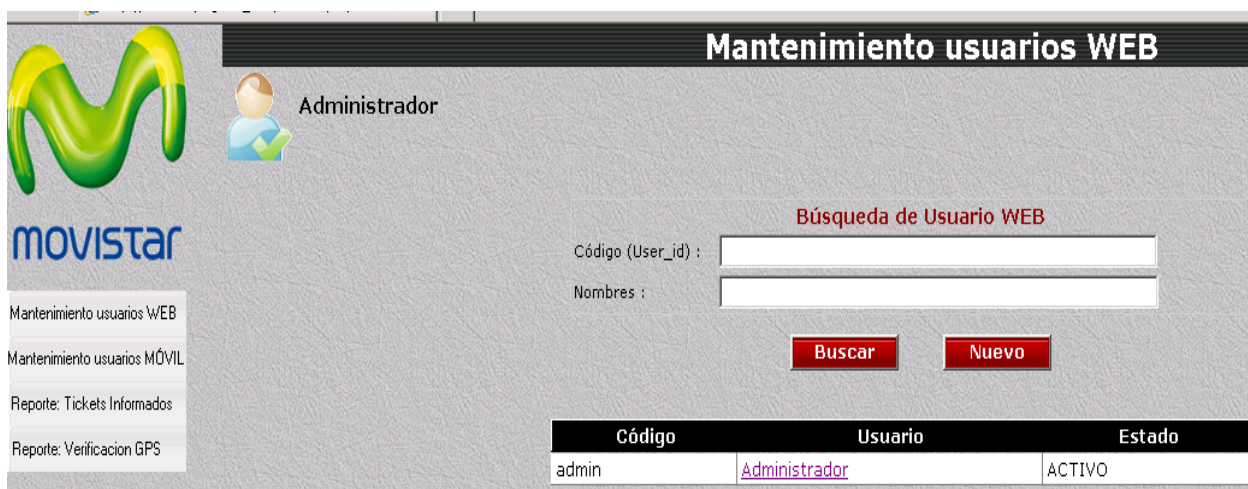 Mantenimiento usuarios WEB
Administrador
movistar
Mantenimiento usuarios WEB
Mantenimiento usuarios MÓVIL
Reporte: Tickets Informados
Reporte: Verificacion GPS
Búsqueda de Usuario WEB
Código (User_id) :
Nombres :
Buscar Nuevo
Código Usuario Estado
admin Administrador ACTIVO